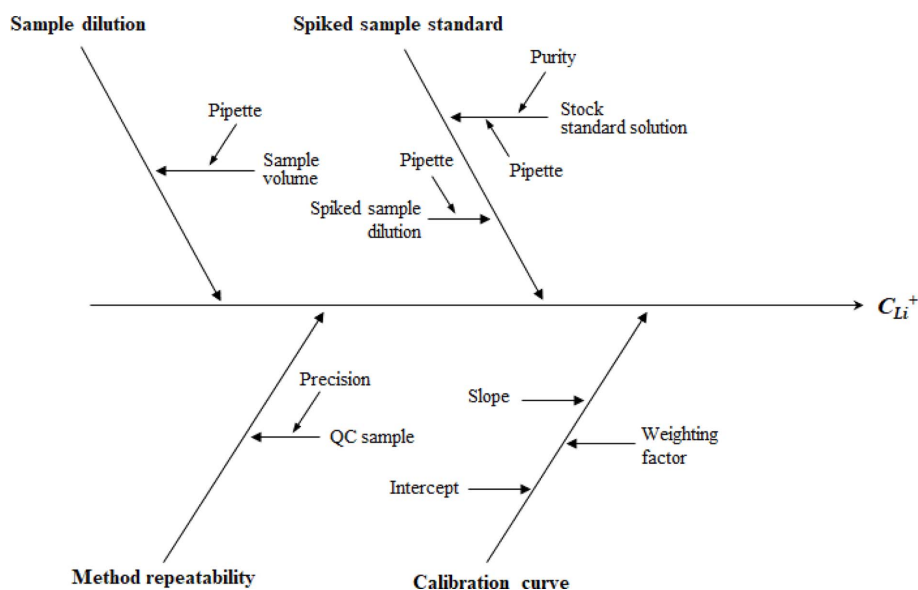 Sample dilution
Spiked sample standard
Purity
Pipette
Stock
standard solution
Sample
volume
Pipette
Pipette
Spiked sample
dilution
C_Li^+
Precision
QC sample
Slope
Weighting
factor
Intercept
Method repeatability
Calibration curve